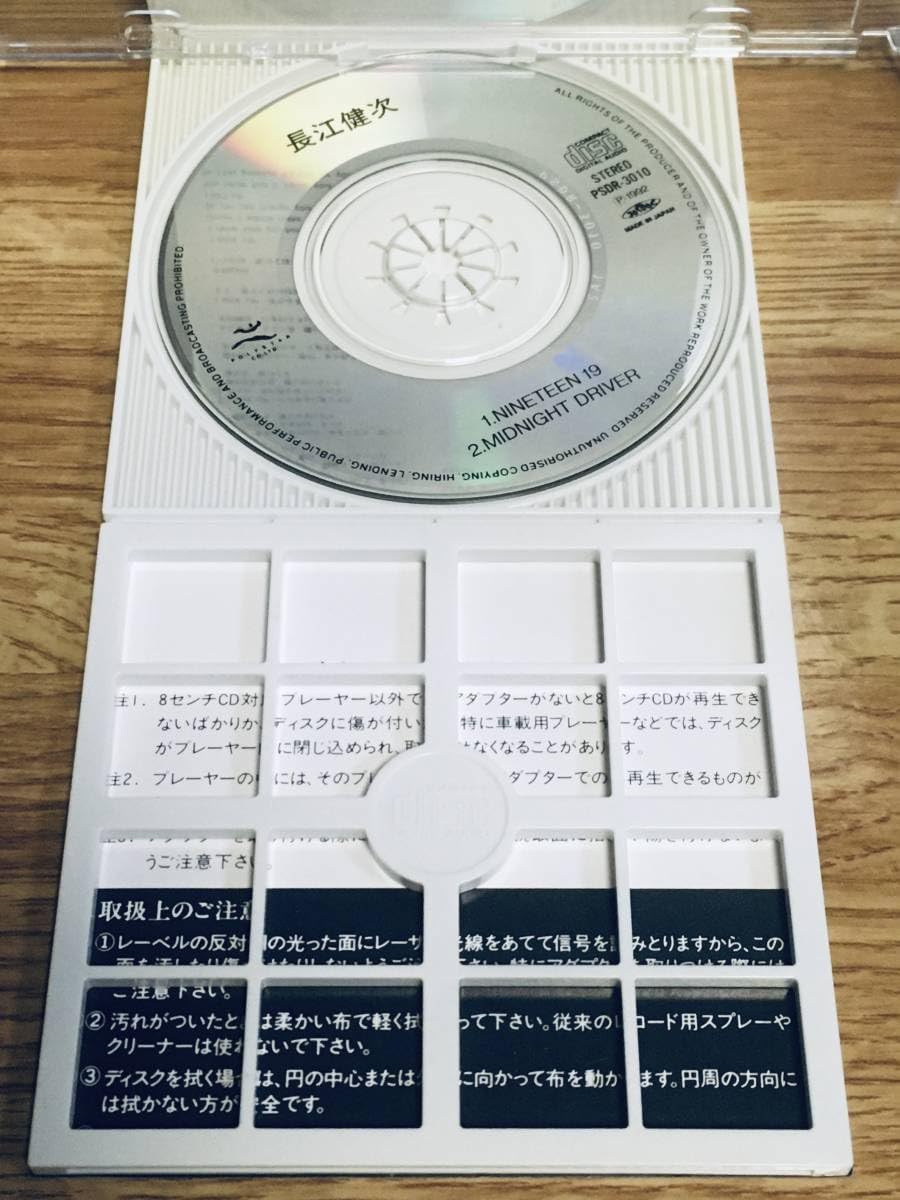 長江健次
COMPACT
disc
DIGITAL AUDIO
STEREO
PSDR-3010
P 1992
MADE IN JAPAN
ALL RIGHTS OF THE PRODUCER AND OF THE OWNER OF THE WORK REPRODUCED RESERVED. UNAUTHORISED COPYING, HIRING, LENDING, PUBLIC PERFORMANCE AND BROADCASTING PROHIBITED.
POLYSTAR
CO.,LTD.
1.NINETEEN 19
2.MIDNIGHT DRIVER
注1. 8センチCD対 プレーヤー以外で アダプターがないと8 ンチCDが再生でき
ないばかりか ディスクに傷が付い 特に車載用プレーヤーなどでは、ディスク
がプレーヤー に閉じ込められ、取 なくなることがあります。
注2. プレーヤーの には、そのプレ アダプターでの 再生できるものが
うご注意下さい。
disc
取扱上のご注意
①レーベルの反対側の光った面にレーザ 光線をあてて信号を みとりますから、この
ご注意下さい。
②汚れがついたと は柔かい布で軽く拭 って下さい。従来のレコード用スプレーや
クリーナーは使わないで下さい。
③ディスクを拭く場 は、円の中心または に向かって布を動か ます。円周の方向に
は拭かない方が安全です。